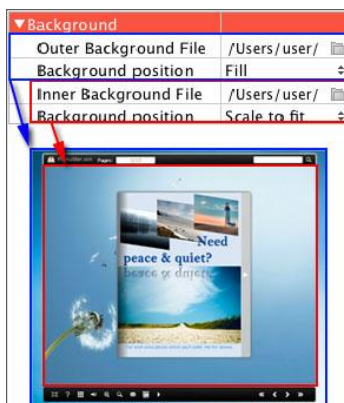 ▼Background
Outer Background File /Users/user/
Background position Fill
Inner Background File /Users/user/
Background position Scale to fit
Pages:
Need
peace & quiet?